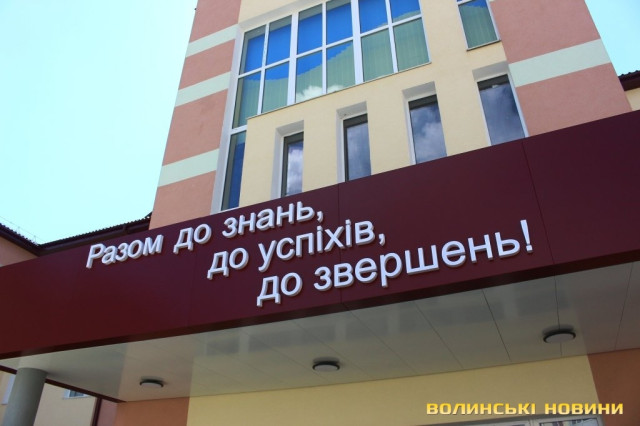 Разом до знань,
до успіхів,
до звершень!
ВОЛИНСЬКІ НОВИНИ